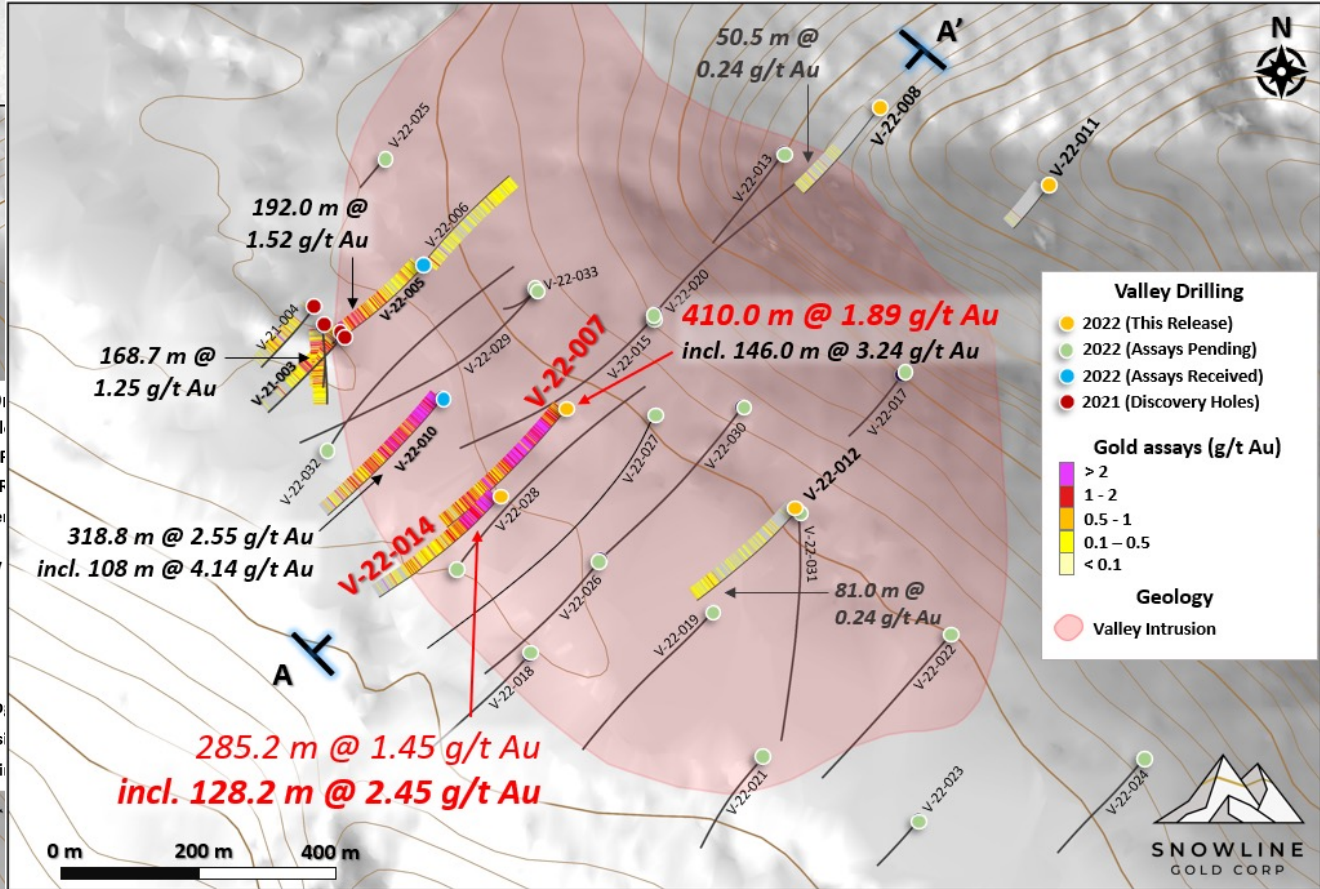 50.5 m @
0.24 g/t Au
A’
N
V-22-008
V-22-011
V-22-025
V-22-013
192.0 m @
1.52 g/t Au
V-22-006
V-22-005
V-22-033
V-22-020
V-21-004
V-21-003
168.7 m @
1.25 g/t Au
V-22-029
V-22-007
V-22-015
410.0 m @ 1.89 g/t Au
incl. 146.0 m @ 3.24 g/t Au
V-22-017
V-22-010
V-22-032
V-22-027
V-22-030
V-22-012
V-22-028
318.8 m @ 2.55 g/t Au
incl. 108 m @ 4.14 g/t Au
V-22-014
V-22-031
V-22-026
81.0 m @
0.24 g/t Au
V-22-019
V-22-022
V-22-018
A
285.2 m @ 1.45 g/t Au
incl. 128.2 m @ 2.45 g/t Au
V-22-021
V-22-023
V-22-024
0 m
200 m
400 m
Valley Drilling
2022 (This Release)
2022 (Assays Pending)
2022 (Assays Received)
2021 (Discovery Holes)
Gold assays (g/t Au)
> 2
1 - 2
0.5 - 1
0.1 – 0.5
< 0.1
Geology
Valley Intrusion
SNOWLINE
GOLD CORP